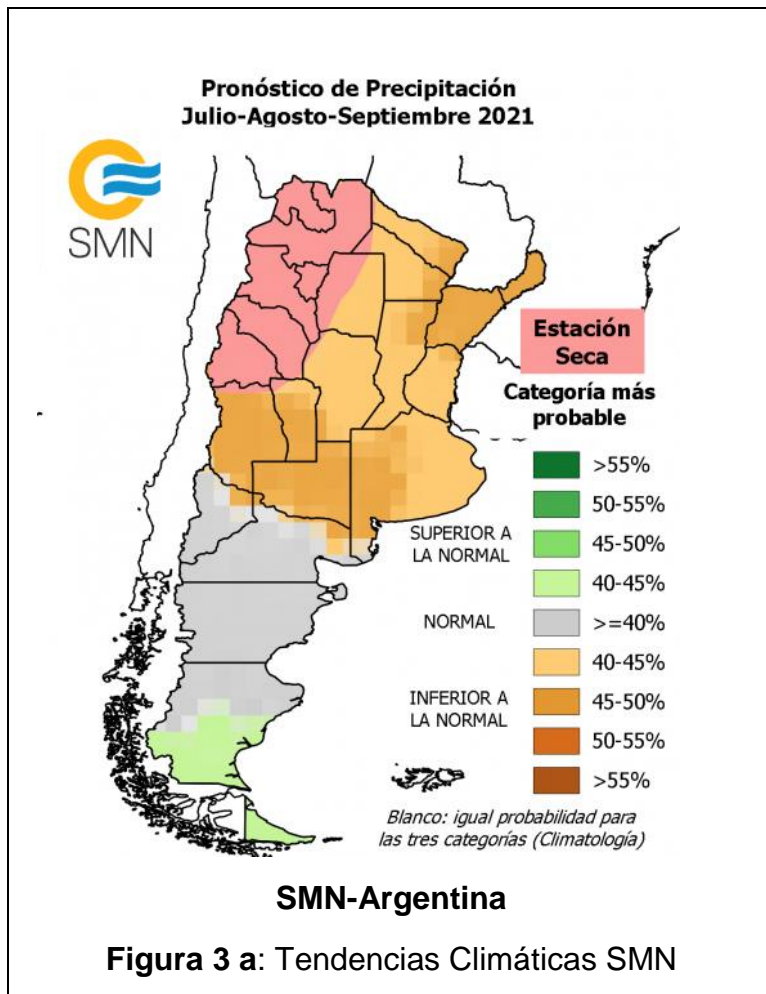 Pronóstico de Precipitación
Julio-Agosto-Septiembre 2021
SMN
Estación
Seca
Categoría más
probable
>55%
50-55%
45-50%
40-45%
>=40%
40-45%
45-50%
50-55%
>55%
SUPERIOR A
LA NORMAL
NORMAL
INFERIOR A
LA NORMAL
Blanco: igual probabilidad para
las tres categorías (Climatología)
SMN-Argentina
Figura 3 a: Tendencias Climáticas SMN